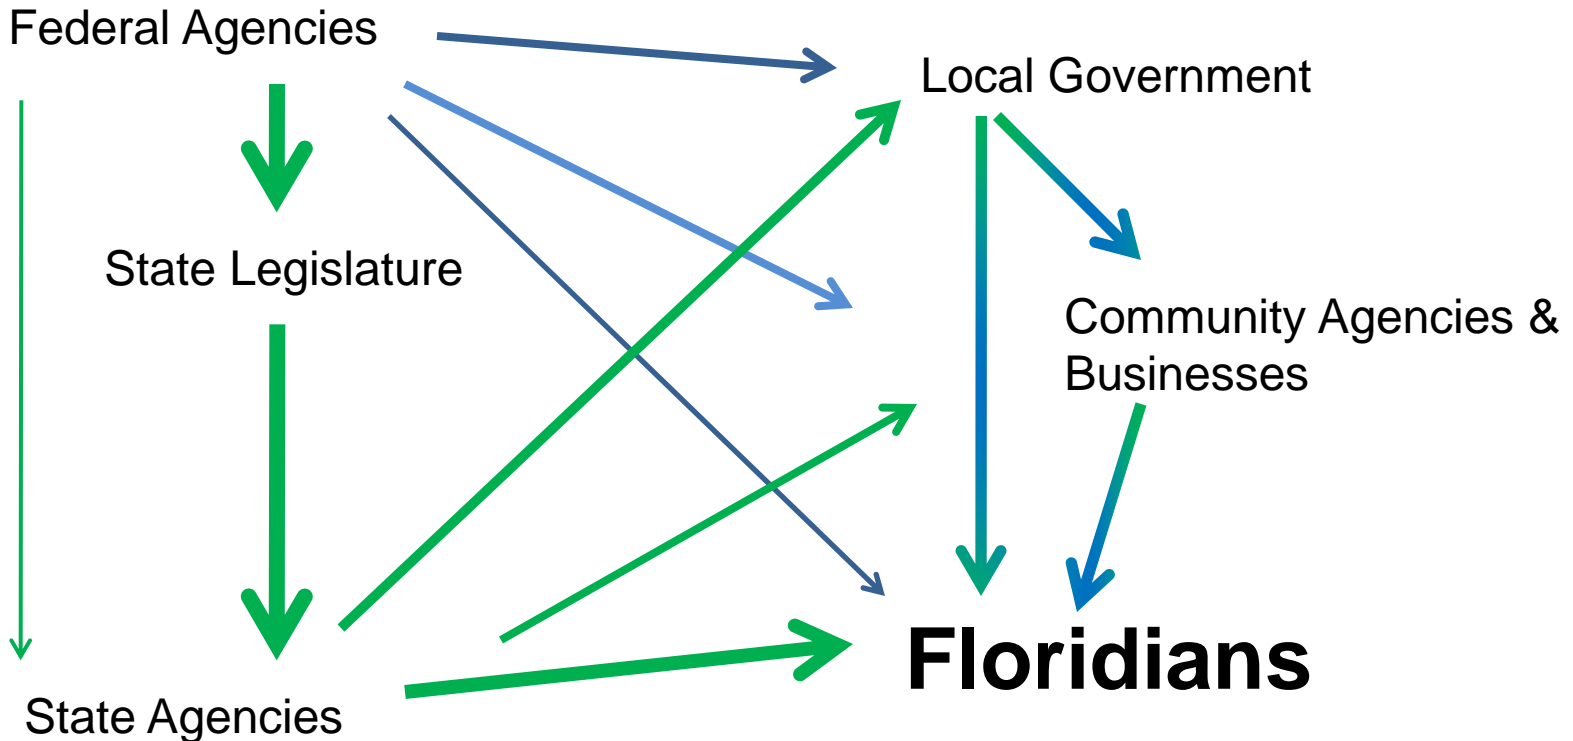 Federal Agencies
Local Government
State Legislature
Community Agencies &
Businesses
Floridians
State Agencies